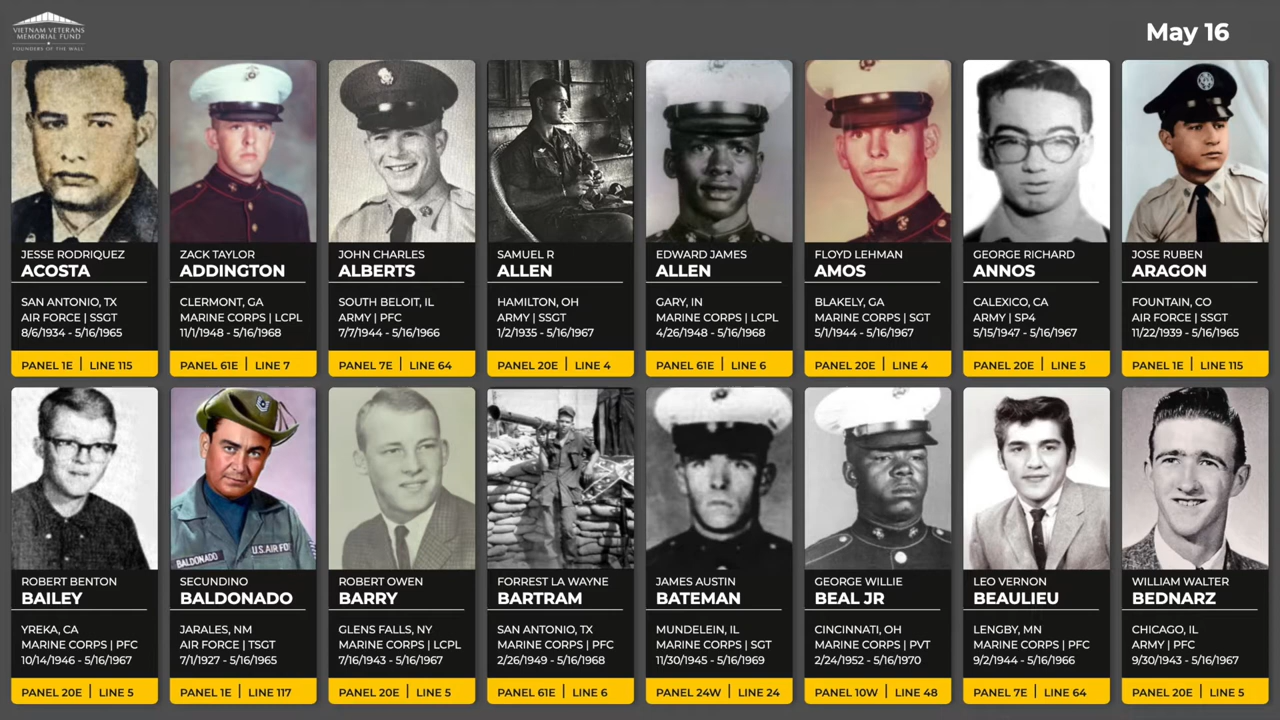 VIETNAM VETERANS
MEMORIAL FUND
FOUNDERS OF THE WALL
May 16
JESSE RODRIQUEZ
ACOSTA
SAN ANTONIO, TX
AIR FORCE | SSGT
8/6/1934 - 5/16/1965
PANEL 1E | LINE 115
ZACK TAYLOR
ADDINGTON
CLERMONT, GA
MARINE CORPS | LCPL
11/1/1948 - 5/16/1968
PANEL 61E | LINE 7
JOHN CHARLES
ALBERTS
SOUTH BELOIT, IL
ARMY | PFC
7/7/1944 - 5/16/1966
PANEL 7E | LINE 64
SAMUEL R
ALLEN
HAMILTON, OH
ARMY | SSGT
1/2/1935 - 5/16/1967
PANEL 20E | LINE 4
EDWARD JAMES
ALLEN
GARY, IN
MARINE CORPS | LCPL
4/26/1948 - 5/16/1968
PANEL 61E | LINE 6
FLOYD LEHMAN
AMOS
BLAKELY, GA
MARINE CORPS | SGT
5/1/1944 - 5/16/1967
PANEL 20E | LINE 4
GEORGE RICHARD
ANNOS
CALEXICO, CA
ARMY | SP4
5/15/1947 - 5/16/1967
PANEL 20E | LINE 5
JOSE RUBEN
ARAGON
FOUNTAIN, CO
AIR FORCE | SSGT
11/22/1939 - 5/16/1965
PANEL 1E | LINE 115
ROBERT BENTON
BAILEY
YREKA, CA
MARINE CORPS | PFC
10/14/1946 - 5/16/1967
PANEL 20E | LINE 5
BALDONADO
U.S. AIR FO
SECUNDINO
BALDONADO
JARALES, NM
AIR FORCE | TSGT
7/1/1927 - 5/16/1965
PANEL 1E | LINE 117
ROBERT OWEN
BARRY
GLENS FALLS, NY
MARINE CORPS | LCPL
7/16/1943 - 5/16/1967
PANEL 20E | LINE 5
FORREST LA WAYNE
BARTRAM
SAN ANTONIO, TX
MARINE CORPS | PFC
2/26/1949 - 5/16/1968
PANEL 61E | LINE 6
JAMES AUSTIN
BATEMAN
MUNDELEIN, IL
MARINE CORPS | SGT
11/30/1945 - 5/16/1969
PANEL 24W | LINE 24
GEORGE WILLIE
BEAL JR
CINCINNATI, OH
MARINE CORPS | PVT
2/24/1952 - 5/16/1970
PANEL 10W | LINE 48
LEO VERNON
BEAULIEU
LENGBY, MN
MARINE CORPS | PFC
9/2/1944 - 5/16/1966
PANEL 7E | LINE 64
WILLIAM WALTER
BEDNARZ
CHICAGO, IL
ARMY | PFC
9/30/1943 - 5/16/1967
PANEL 20E | LINE 5